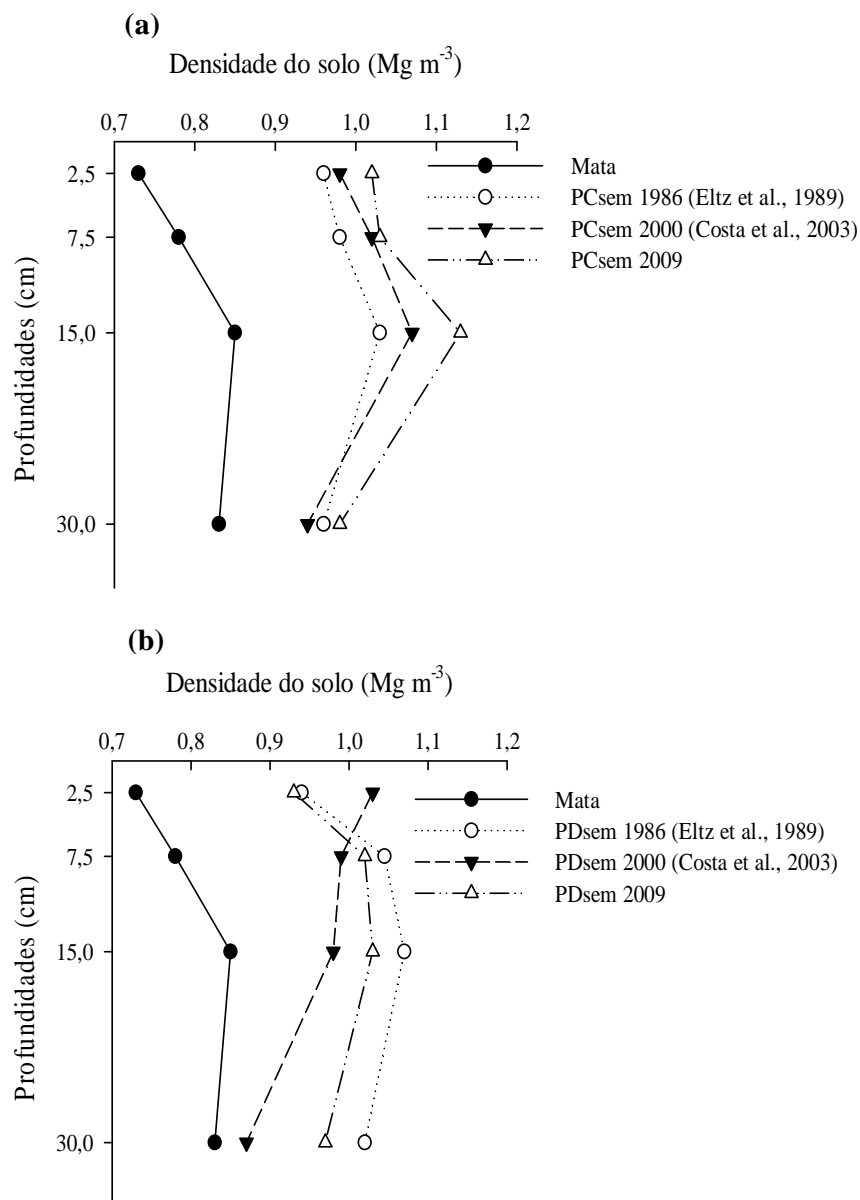 (a)
Densidade do solo (Mg m-3)
0,7 0,8 0,9 1,0 1,1 1,2
2,5
7,5
15,0
30,0
Profundidades (cm)
Mata
PCsem 1986 (Eltz et al., 1989)
PCsem 2000 (Costa et al., 2003)
PCsem 2009
(b)
Densidade do solo (Mg m-3)
0,7 0,8 0,9 1,0 1,1 1,2
2,5
7,5
15,0
30,0
Profundidades (cm)
Mata
PDsem 1986 (Eltz et al., 1989)
PDsem 2000 (Costa et al., 2003)
PDsem 2009